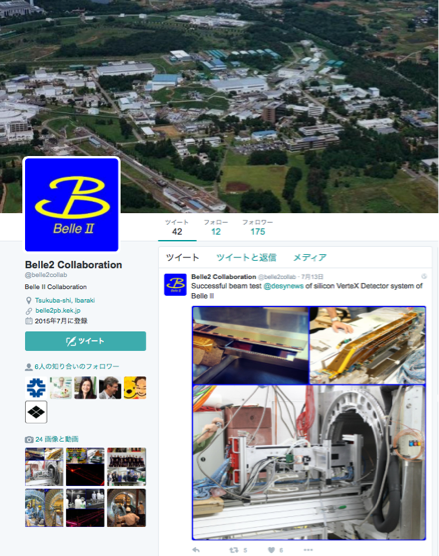 Belle II
ツイート
42
フォロー
12
フォロワー
175
Belle2 Collaboration
@belle2collab
Belle II Collaboration
Tsukuba-shi, Ibaraki
belle2pb.kek.jp
2015年7月に登録
ツイート
6人の知り合いのフォロワー
24 画像と動画
ツイート ツイートと返信 メディア
Belle2 Collaboration @belle2collab · 7月13日
Successful beam test @desynews of silicon VerteX Detector system of
Belle II
5
8